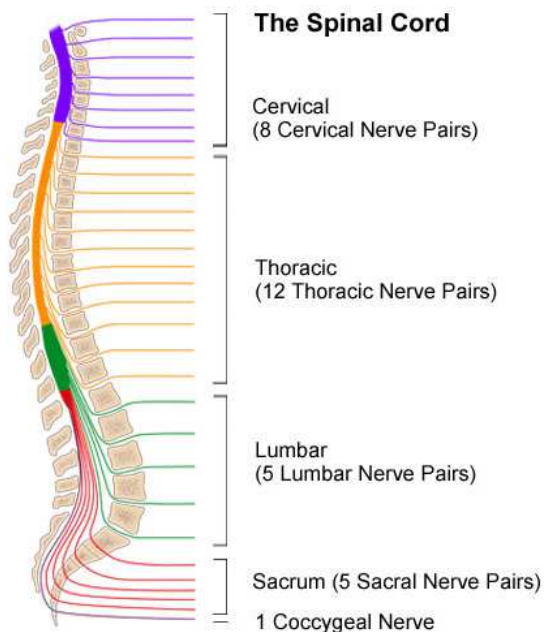 The Spinal Cord
Cervical
(8 Cervical Nerve Pairs)
Thoracic
(12 Thoracic Nerve Pairs)
Lumbar
(5 Lumbar Nerve Pairs)
Sacrum (5 Sacral Nerve Pairs)
1 Coccygeal Nerve